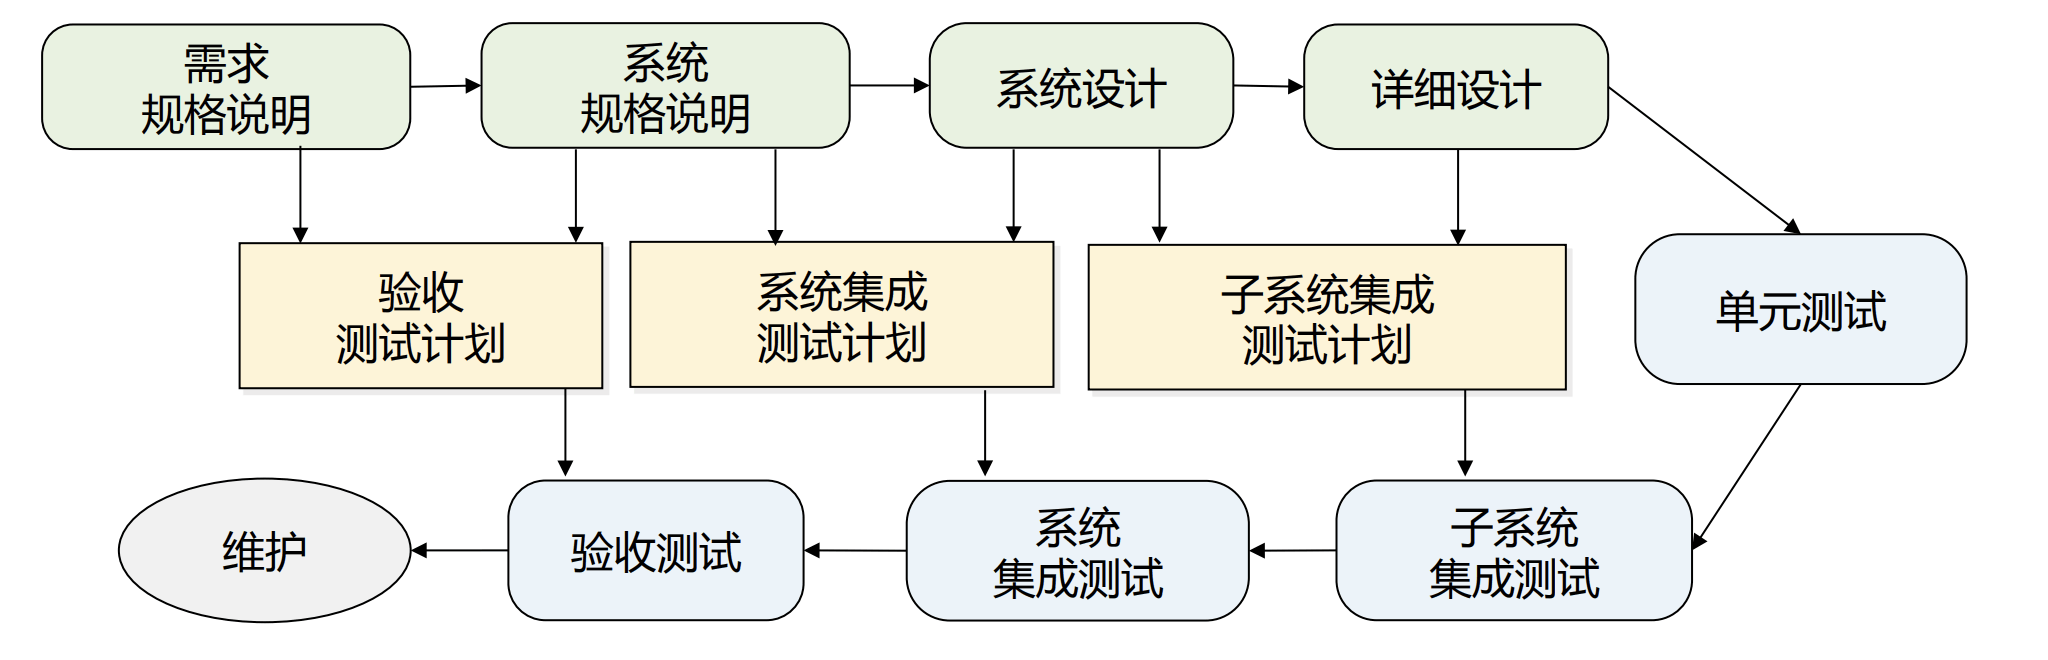 需求
规格说明
系统
规格说明
系统设计
详细设计
验收
测试计划
系统集成
测试计划
子系统集成
测试计划
单元测试
维护
验收测试
系统
集成测试
子系统
集成测试